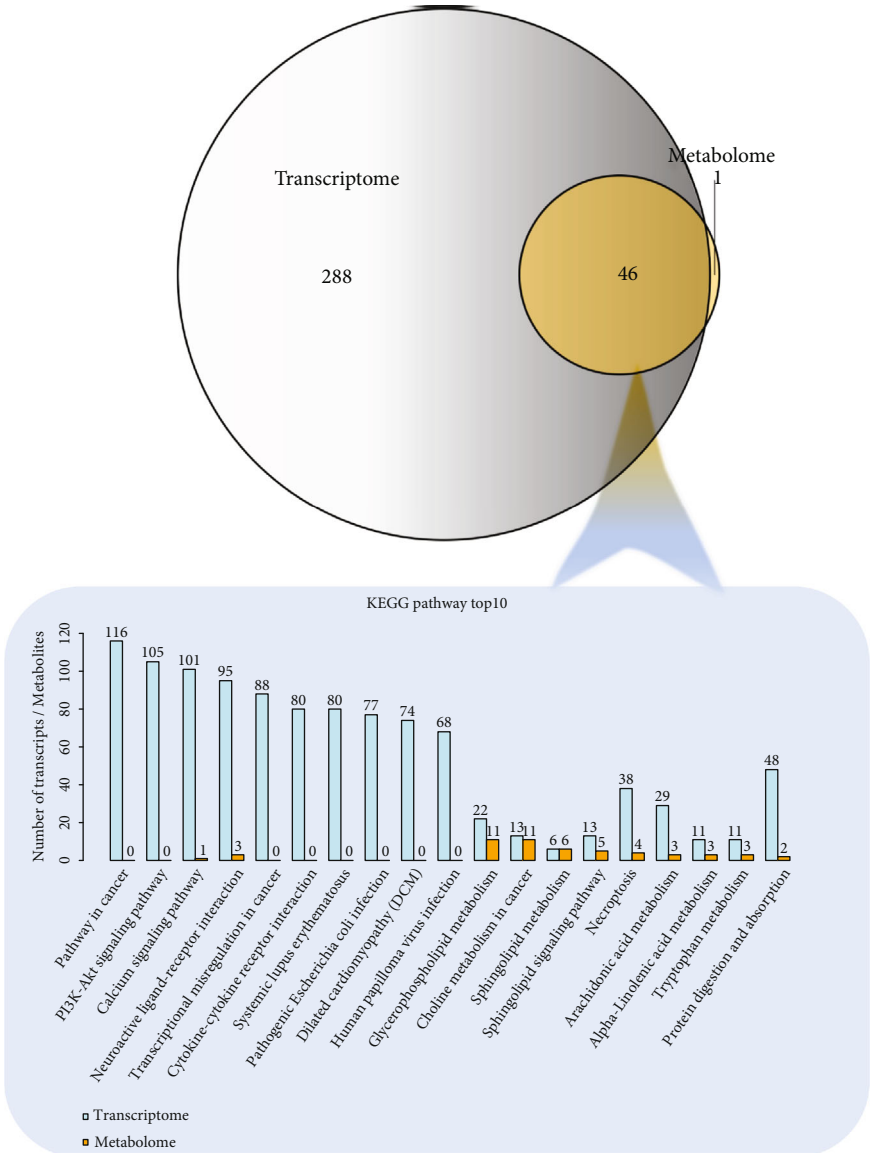 Metabolome
1
Transcriptome
288
46
KEGG pathway top10
Number of transcripts / Metabolites
120
100
80
60
40
20
0
116
0
105
0
101
1
95
3
88
0
80
0
80
0
77
0
74
0
68
0
22
11
13
11
6
6
13
5
38
4
29
3
11
3
11
3
48
2
Pathway in cancer
PI3K-Akt signaling pathway
Calcium signaling pathway
Neuroactive ligand-receptor interaction
Transcriptional misregulation in cancer
Cytokine-cytokine receptor interaction
Systemic lupus erythematosus
Pathogenic Escherichia coli infection
Dilated cardiomyopathy (DCM)
Human papilloma virus infection
Glycerophospholipid metabolism
Choline metabolism in cancer
Sphingolipid metabolism
Sphingolipid signaling pathway
Necroptosis
Arachidonic acid metabolism
Alpha-Linolenic acid metabolism
Tryptophan metabolism
Protein digestion and absorption
Transcriptome
Metabolome